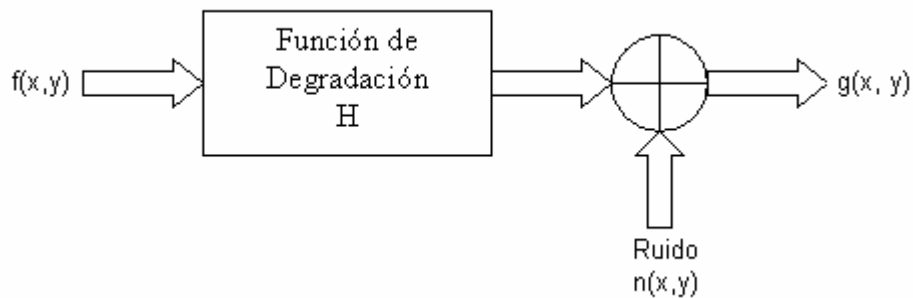 Función de
Degradación
H
f(x,y)
g(x, y)
Ruido
n(x,y)